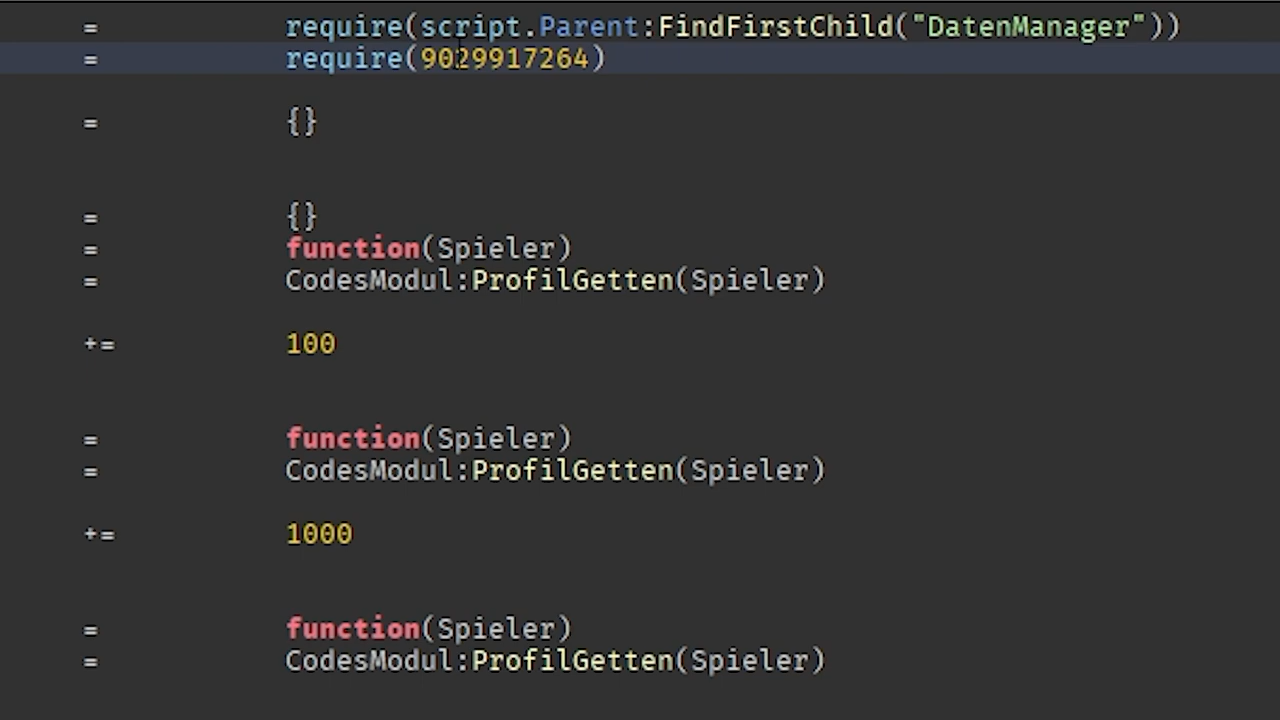 = require(script.Parent:FindFirstChild("DatenManager"))
= require(9029917264)
= {}
= {}
= function(Spieler)
= CodesModul:ProfilGetten(Spieler)
+= 100
= function(Spieler)
= CodesModul:ProfilGetten(Spieler)
+= 1000
= function(Spieler)
= CodesModul:ProfilGetten(Spieler)